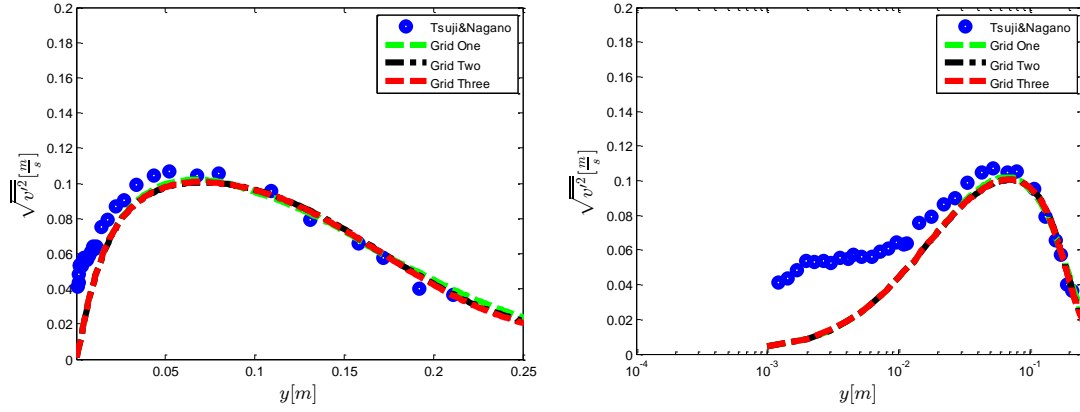 0.2
0.18
0.16
0.14
0.12
0.1
0.08
0.06
0.04
0.02
0
0.05
0.1
0.15
0.2
0.25
y[m]
√v′² [m/s]
Tsuji&Nagano
Grid One
Grid Two
Grid Three
0.2
0.18
0.16
0.14
0.12
0.1
0.08
0.06
0.04
0.02
0
10⁻⁴
10⁻³
10⁻²
10⁻¹
y[m]
√v′² [m/s]
Tsuji&Nagano
Grid One
Grid Two
Grid Three